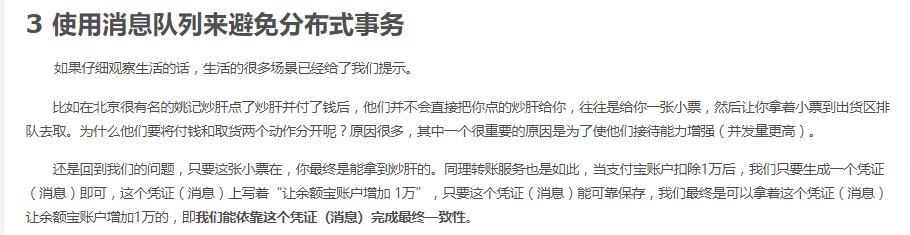 3 使用消息队列来避免分布式事务
如果仔细观察生活的话，生活的很多场景已经给了我们提示。
比如在北京很有名的姚记炒肝点了炒肝并付了钱后，他们并不会直接把你点的炒肝给你，往往是给你一张小票，然后让你拿着小票到出货区排
队去取。为什么他们要将付钱和取货两个动作分开呢？原因很多，其中一个很重要的原因是为了使他们接待能力增强（并发量更高）。
还是回到我们的问题，只要这张小票在，你最终是能拿到炒肝的。同理转账服务也是如此，当支付宝账户扣除1万后，我们只要生成一个凭证
（消息）即可，这个凭证（消息）上写着“让余额宝账户增加 1万”，只要这个凭证（消息）能可靠保存，我们最终是可以拿着这个凭证（消息）
让余额宝账户增加1万的，即我们能依靠这个凭证（消息）完成最终一致性。